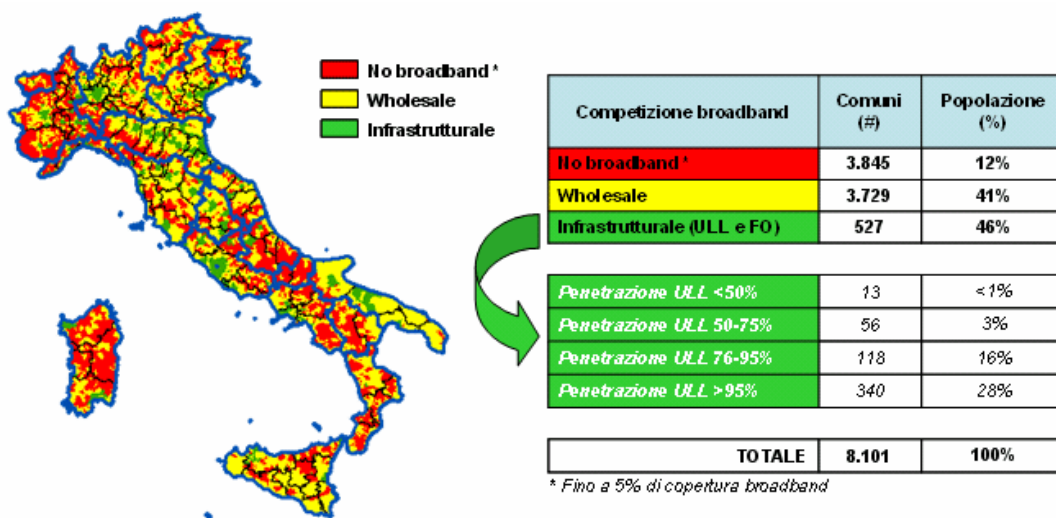 No broadband *
Wholesale
Infrastrutturale
Competizione broadband Comuni (#) Popolazione (%)
No broadband * 3.845 12%
Wholesale 3.729 41%
Infrastrutturale (ULL e FO) 527 46%
Penetrazione ULL <50% 13 <1%
Penetrazione ULL 50-75% 56 3%
Penetrazione ULL 76-95% 118 16%
Penetrazione ULL >95% 340 28%
TOTALE 8.101 100%
* Fino a 5% di copertura broadband